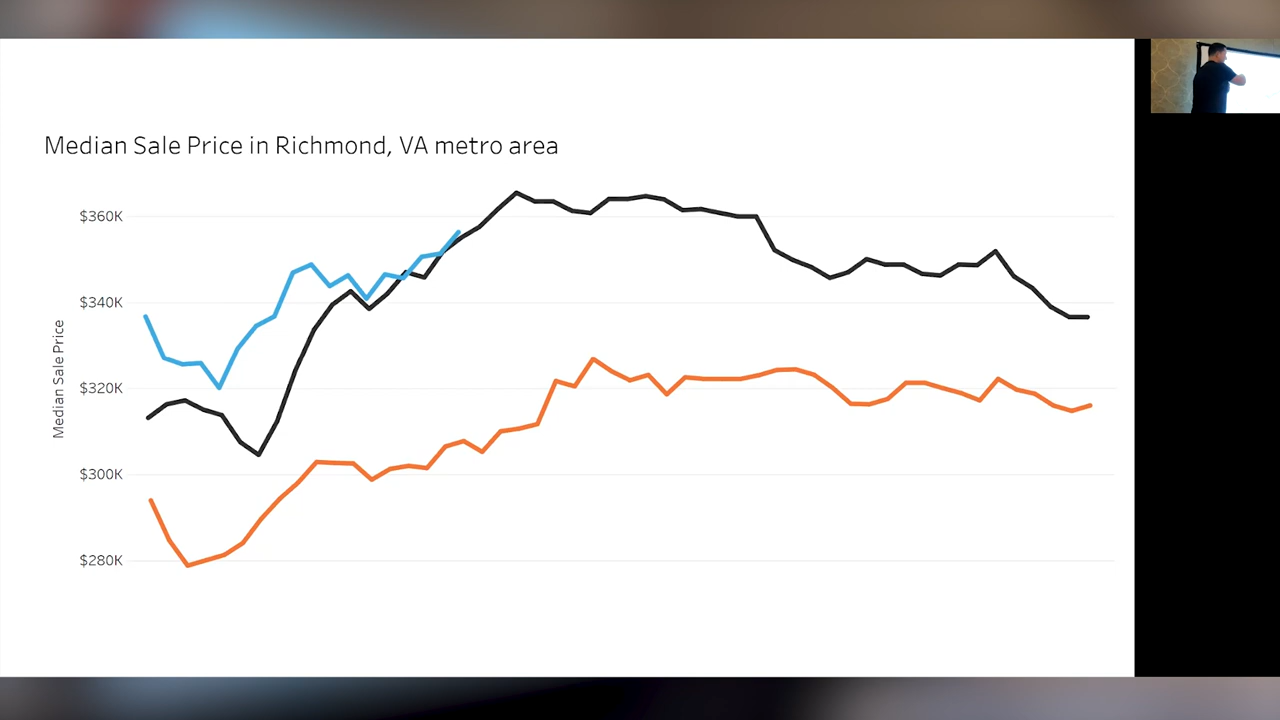 Median Sale Price in Richmond, VA metro area
$360K
$340K
Median Sale Price
$320K
$300K
$280K